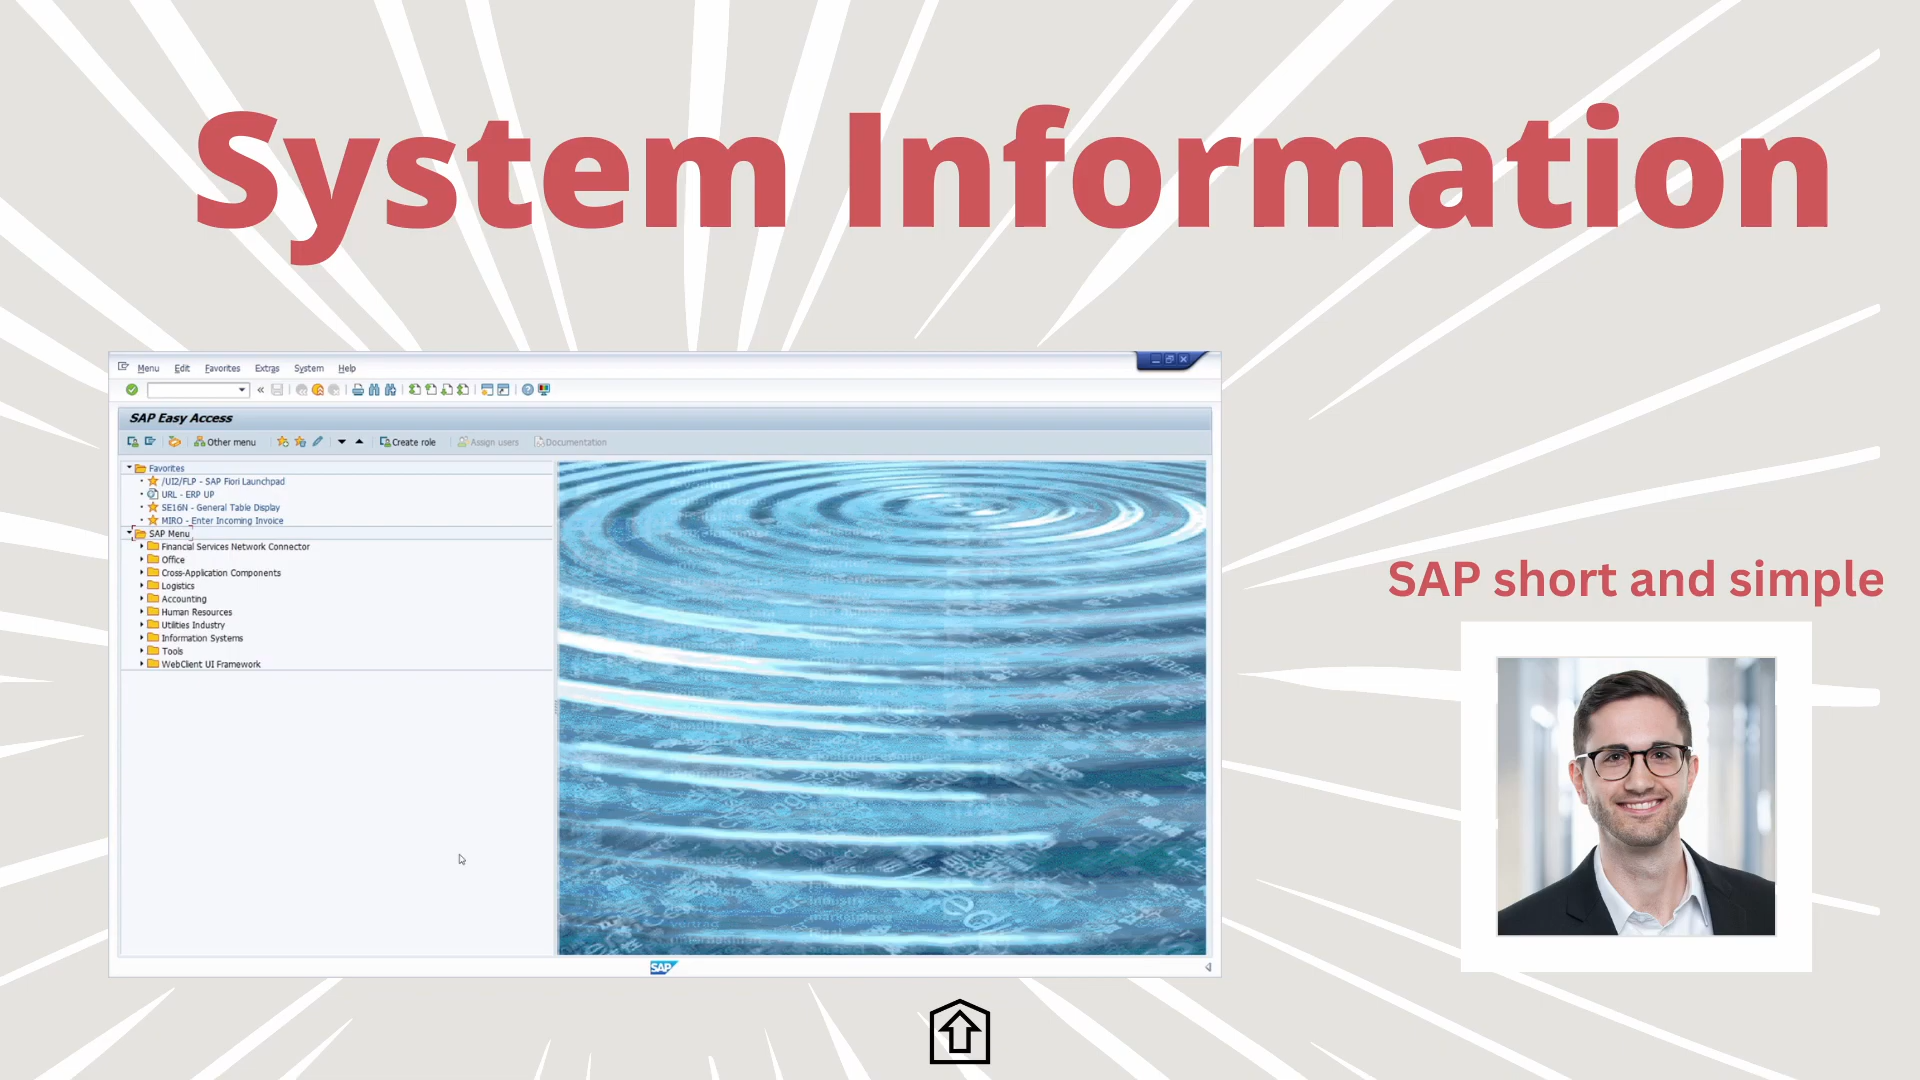 System Information
Menu Edit Favorites Extras System Help
SAP Easy Access
Other menu Create role Assign users Documentation
Favorites
/UI2/FLP - SAP Fiori Launchpad
URL - ERP UP
SE16N - General Table Display
MIRO - Enter Incoming Invoice
SAP Menu
Financial Services Network Connector
Office
Cross-Application Components
Logistics
Accounting
Human Resources
Utilities Industry
Information Systems
Tools
WebClient UI Framework
industry
marketplace
vertrag
SAP
SAP short and simple